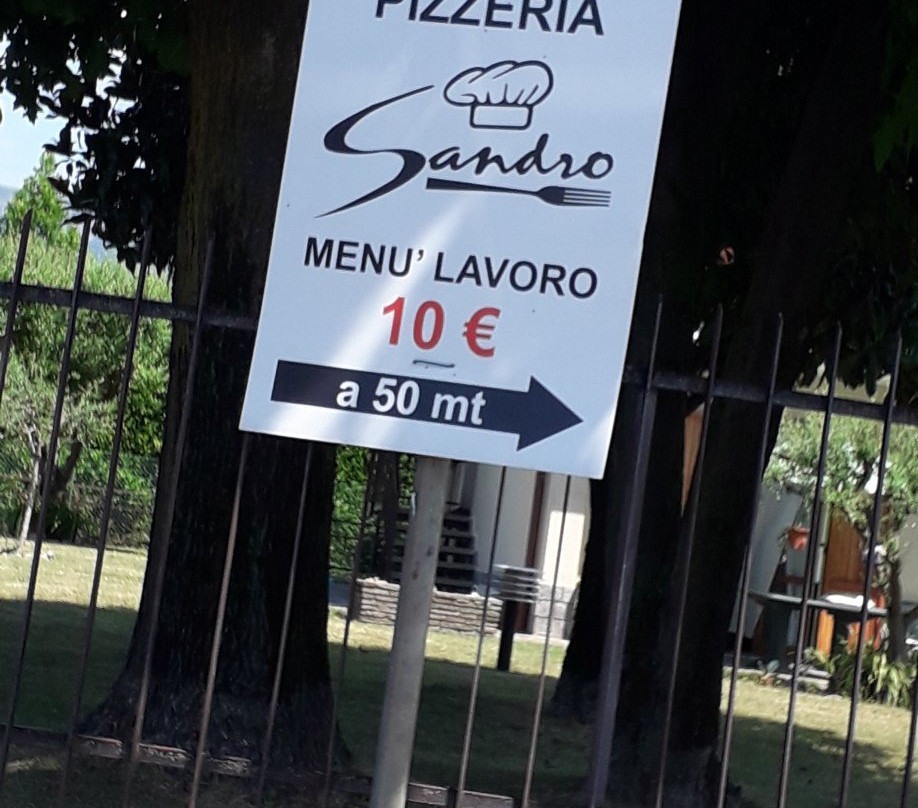 PIZZERIA
Sandro
MENU' LAVORO
10 €
a 50 mt